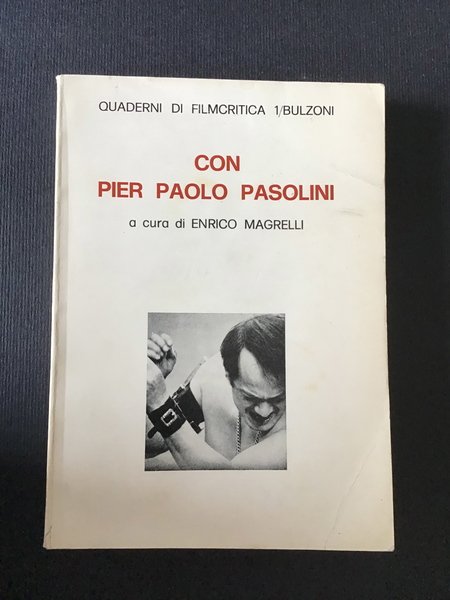 QUADERNI DI FILMCRITICA 1/BULZONI
CON
PIER PAOLO PASOLINI
a cura di ENRICO MAGRELLI